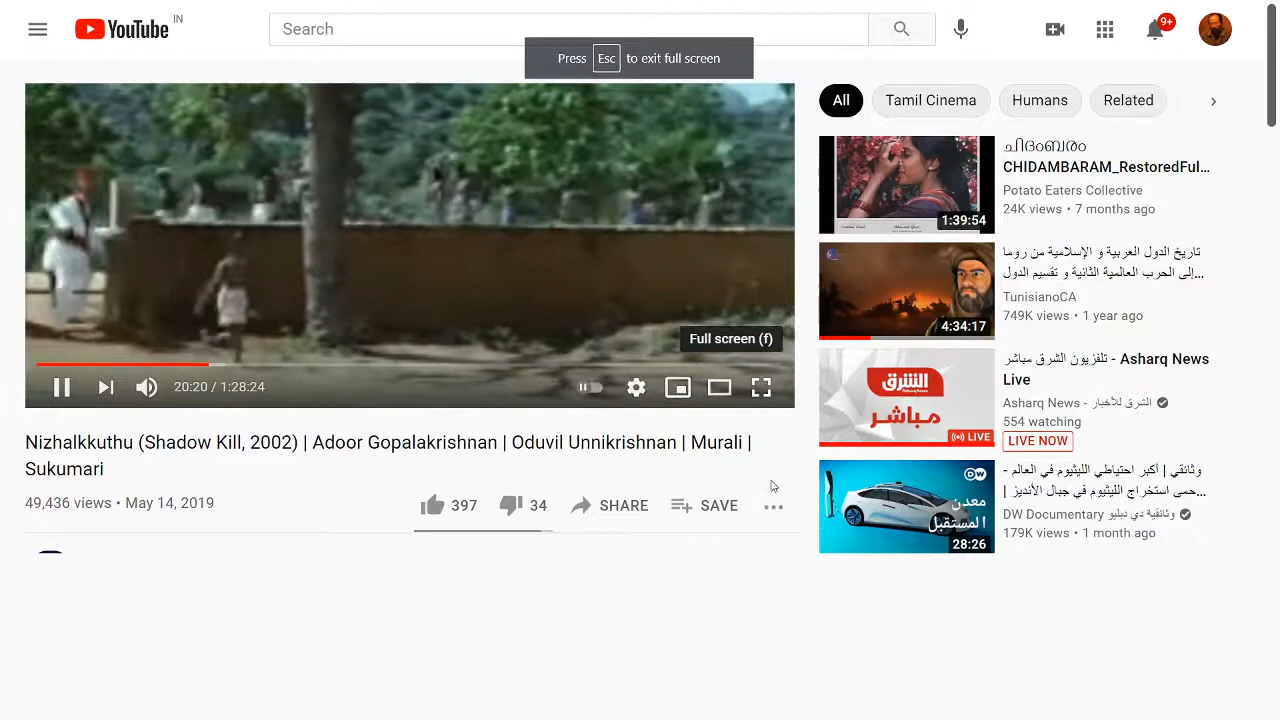 YouTube IN
Search
9+
Press Esc to exit full screen
All
Tamil Cinema
Humans
Related
Full screen (f)
20:20 / 1:28:24
Nizhalkkuthu (Shadow Kill, 2002) | Adoor Gopalakrishnan | Oduvil Unnikrishnan | Murali |
Sukumari
49,436 views • May 14, 2019
397
34
SHARE
SAVE
1:39:54
ചിദംബരം
CHIDAMBARAM_RestoredFul...
Potato Eaters Collective
24K views • 7 months ago
4:34:17
تاريخ الدول العربية و الإسلامية من روما
إلى الحرب العالمية الثانية و تقسيم الدول...
TunisianoCA
749K views • 1 year ago
الشرق
مباشر
LIVE
تلفزيون الشرق مباشر - Asharq News
Live
Asharq News - الشرق للأخبار
554 watching
LIVE NOW
DW
معدن
المستقبل
28:26
وثائقي | أكبر احتياطي الليثيوم في العالم -
حمى استخراج الليثيوم في جبال الأنديز | ...
DW Documentary وثائقية دي دبليو
179K views • 1 month ago